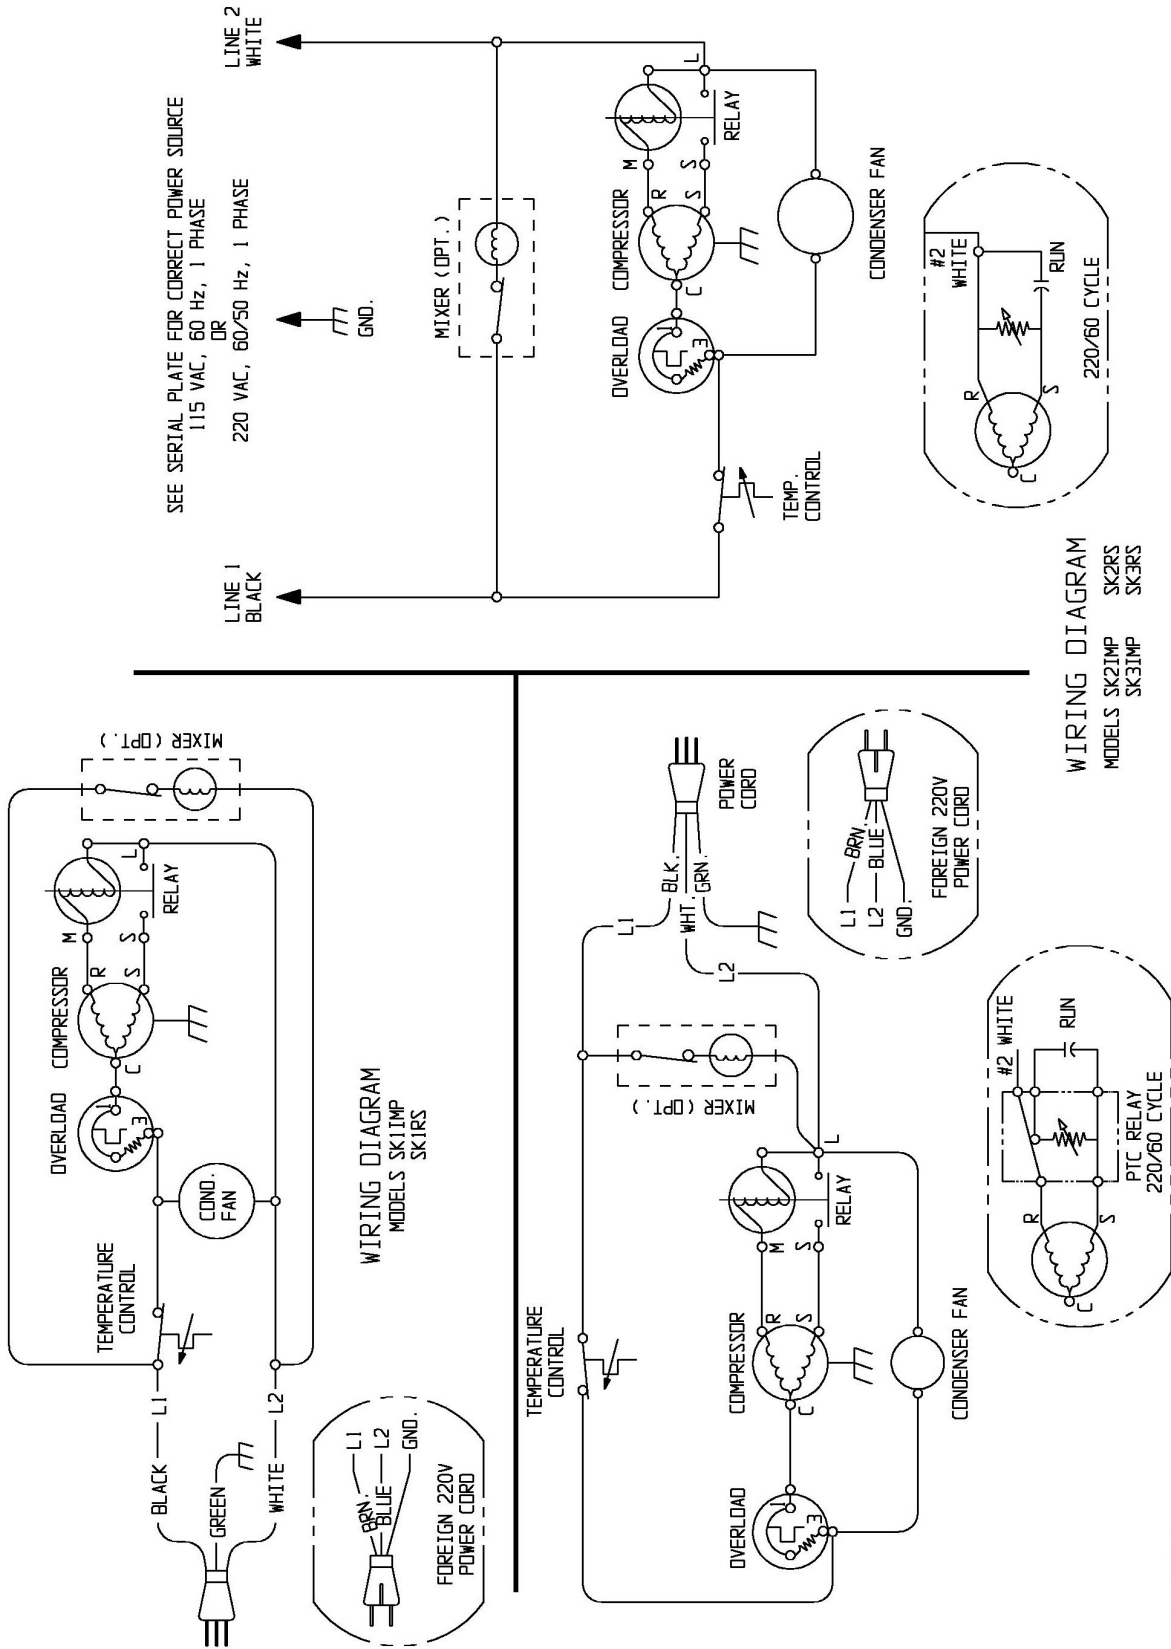 BLACK
L1
GREEN
WHITE
L2
TEMPERATURE
CONTROL
COND.
FAN
OVERLOAD
1
3
COMPRESSOR
C
R
S
M
S
RELAY
L
MIXER (OPT.)
BRN.
BLUE
L1
L2
GND.
FOREIGN 220V
POWER CORD
WIRING DIAGRAM
MODELS SK1IMP
SK1RS
TEMPERATURE
CONTROL
OVERLOAD
1
3
COMPRESSOR
C
R
S
M
S
RELAY
L
CONDENSER FAN
MIXER (OPT.)
L1
L2
BLK.
WHT.
GRN.
POWER
CORD
L1
BRN.
L2
BLUE
GND.
FOREIGN 220V
POWER CORD
C
R
S
#2 WHITE
RUN
PTC RELAY
220/60 CYCLE
SEE SERIAL PLATE FOR CORRECT POWER SOURCE
115 VAC, 60 Hz, 1 PHASE
OR
220 VAC, 60/50 Hz, 1 PHASE
LINE 1
BLACK
GND.
LINE 2
WHITE
MIXER (OPT.)
TEMP.
CONTROL
OVERLOAD
1
3
COMPRESSOR
C
R
S
M
S
RELAY
L
CONDENSER FAN
C
R
S
#2
WHITE
RUN
220/60 CYCLE
WIRING DIAGRAM
MODELS SK2IMP SK2RS
SK3IMP SK3RS